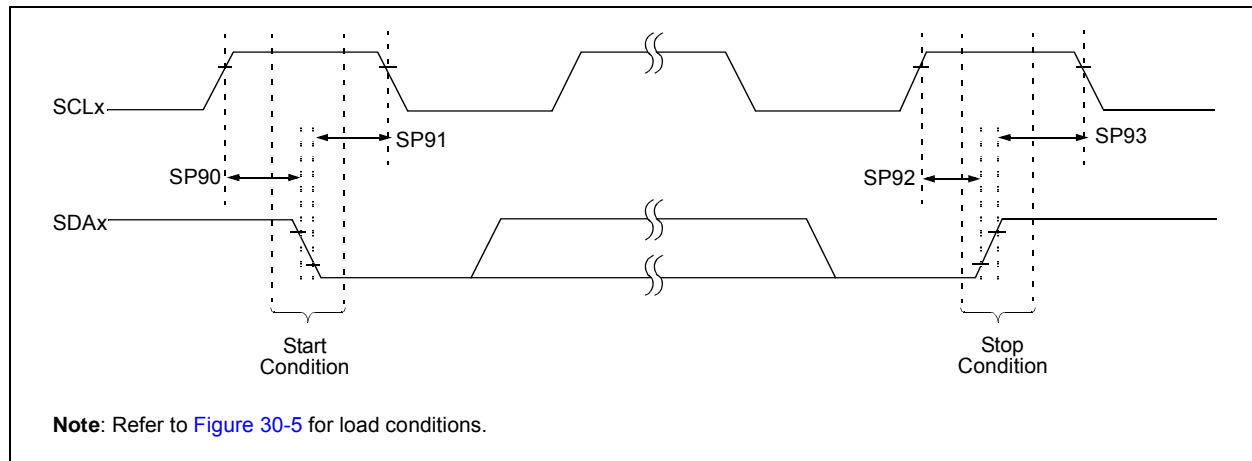 SCLx
SP91
SP93
SP90
SP92
SDAx
Start
Condition
Stop
Condition
Note: Refer to Figure 30-5 for load conditions.